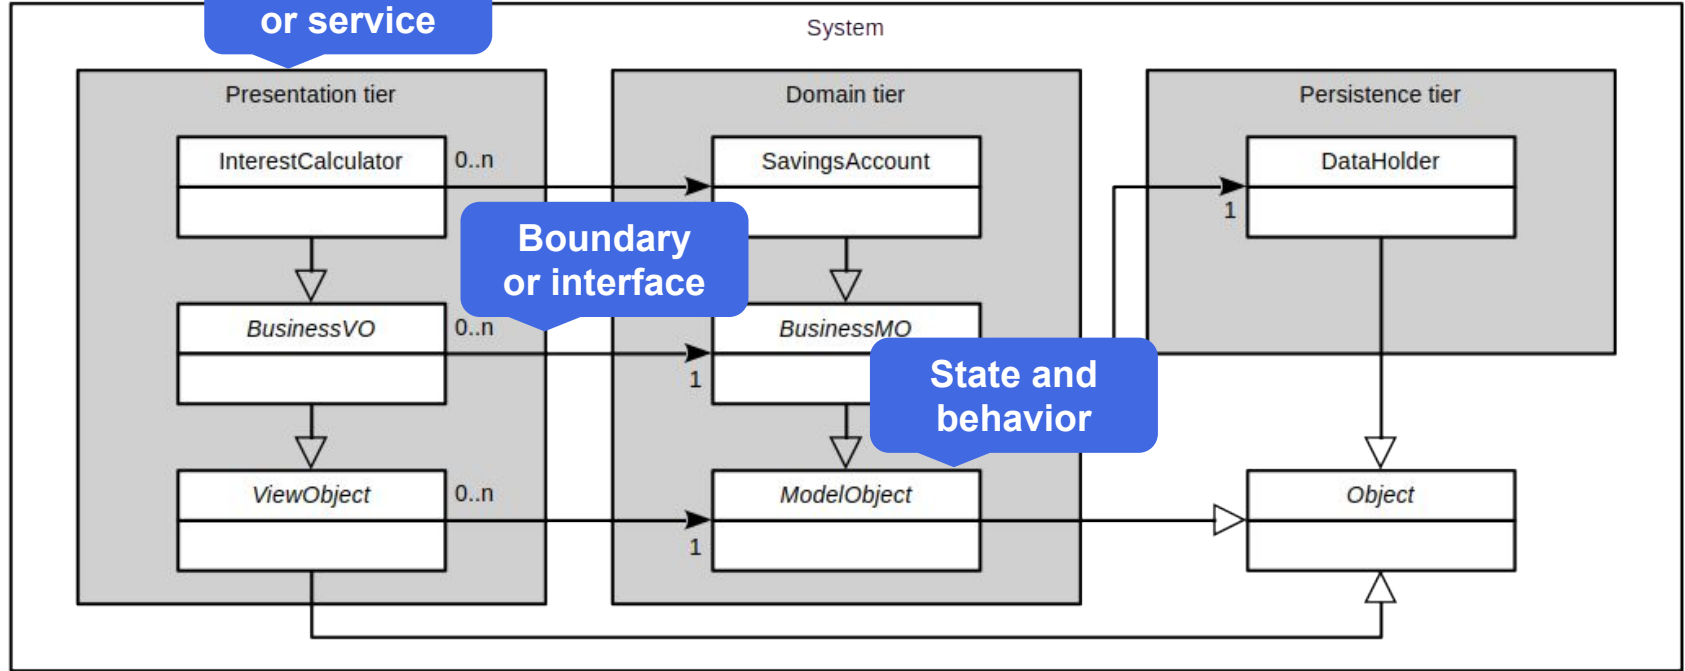 or service
System
Presentation tier
Domain tier
Persistence tier
InterestCalculator
0..n
SavingsAccount
DataHolder
1
Boundary
or interface
BusinessVO
0..n
1
BusinessMO
State and
behavior
ViewObject
0..n
1
ModelObject
Object